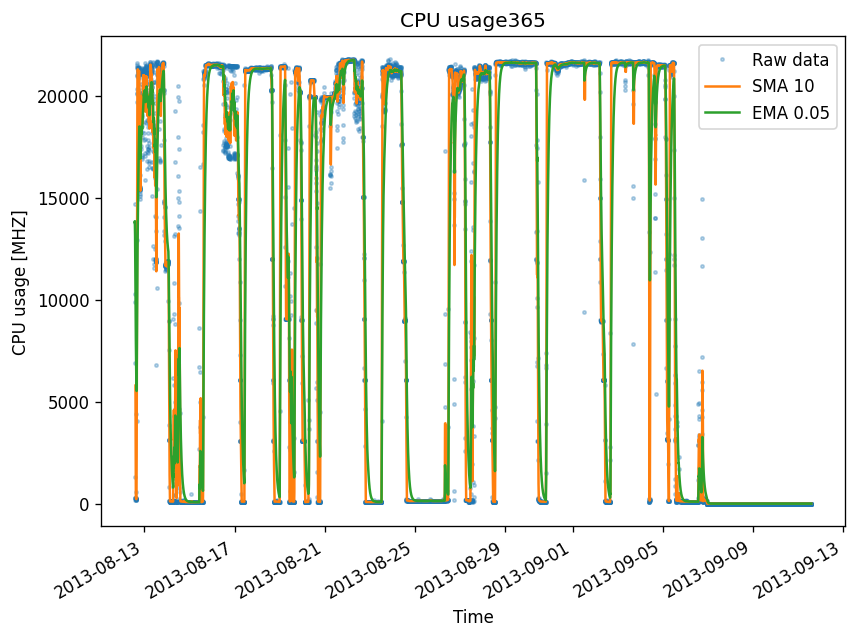 CPU usage365
Raw data
SMA 10
EMA 0.05
CPU usage [MHZ]
20000
15000
10000
5000
0
2013-08-13
2013-08-17
2013-08-21
2013-08-25
2013-08-29
2013-09-01
2013-09-05
2013-09-09
2013-09-13
Time